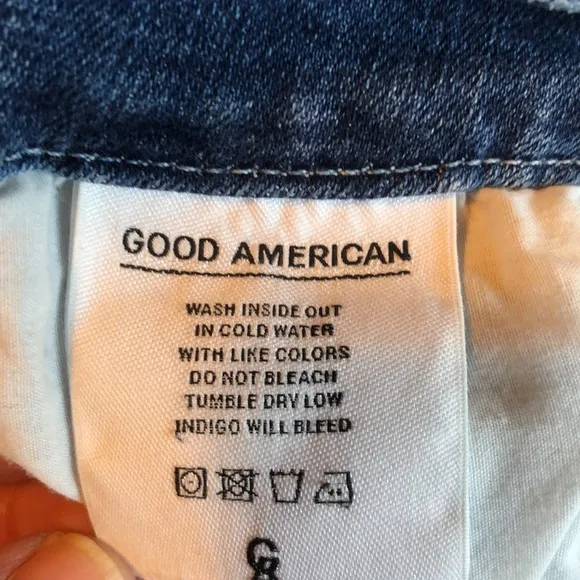 GOOD AMERICAN
WASH INSIDE OUT
IN COLD WATER
WITH LIKE COLORS
DO NOT BLEACH
TUMBLE DRY LOW
INDIGO WILL BLEED
G